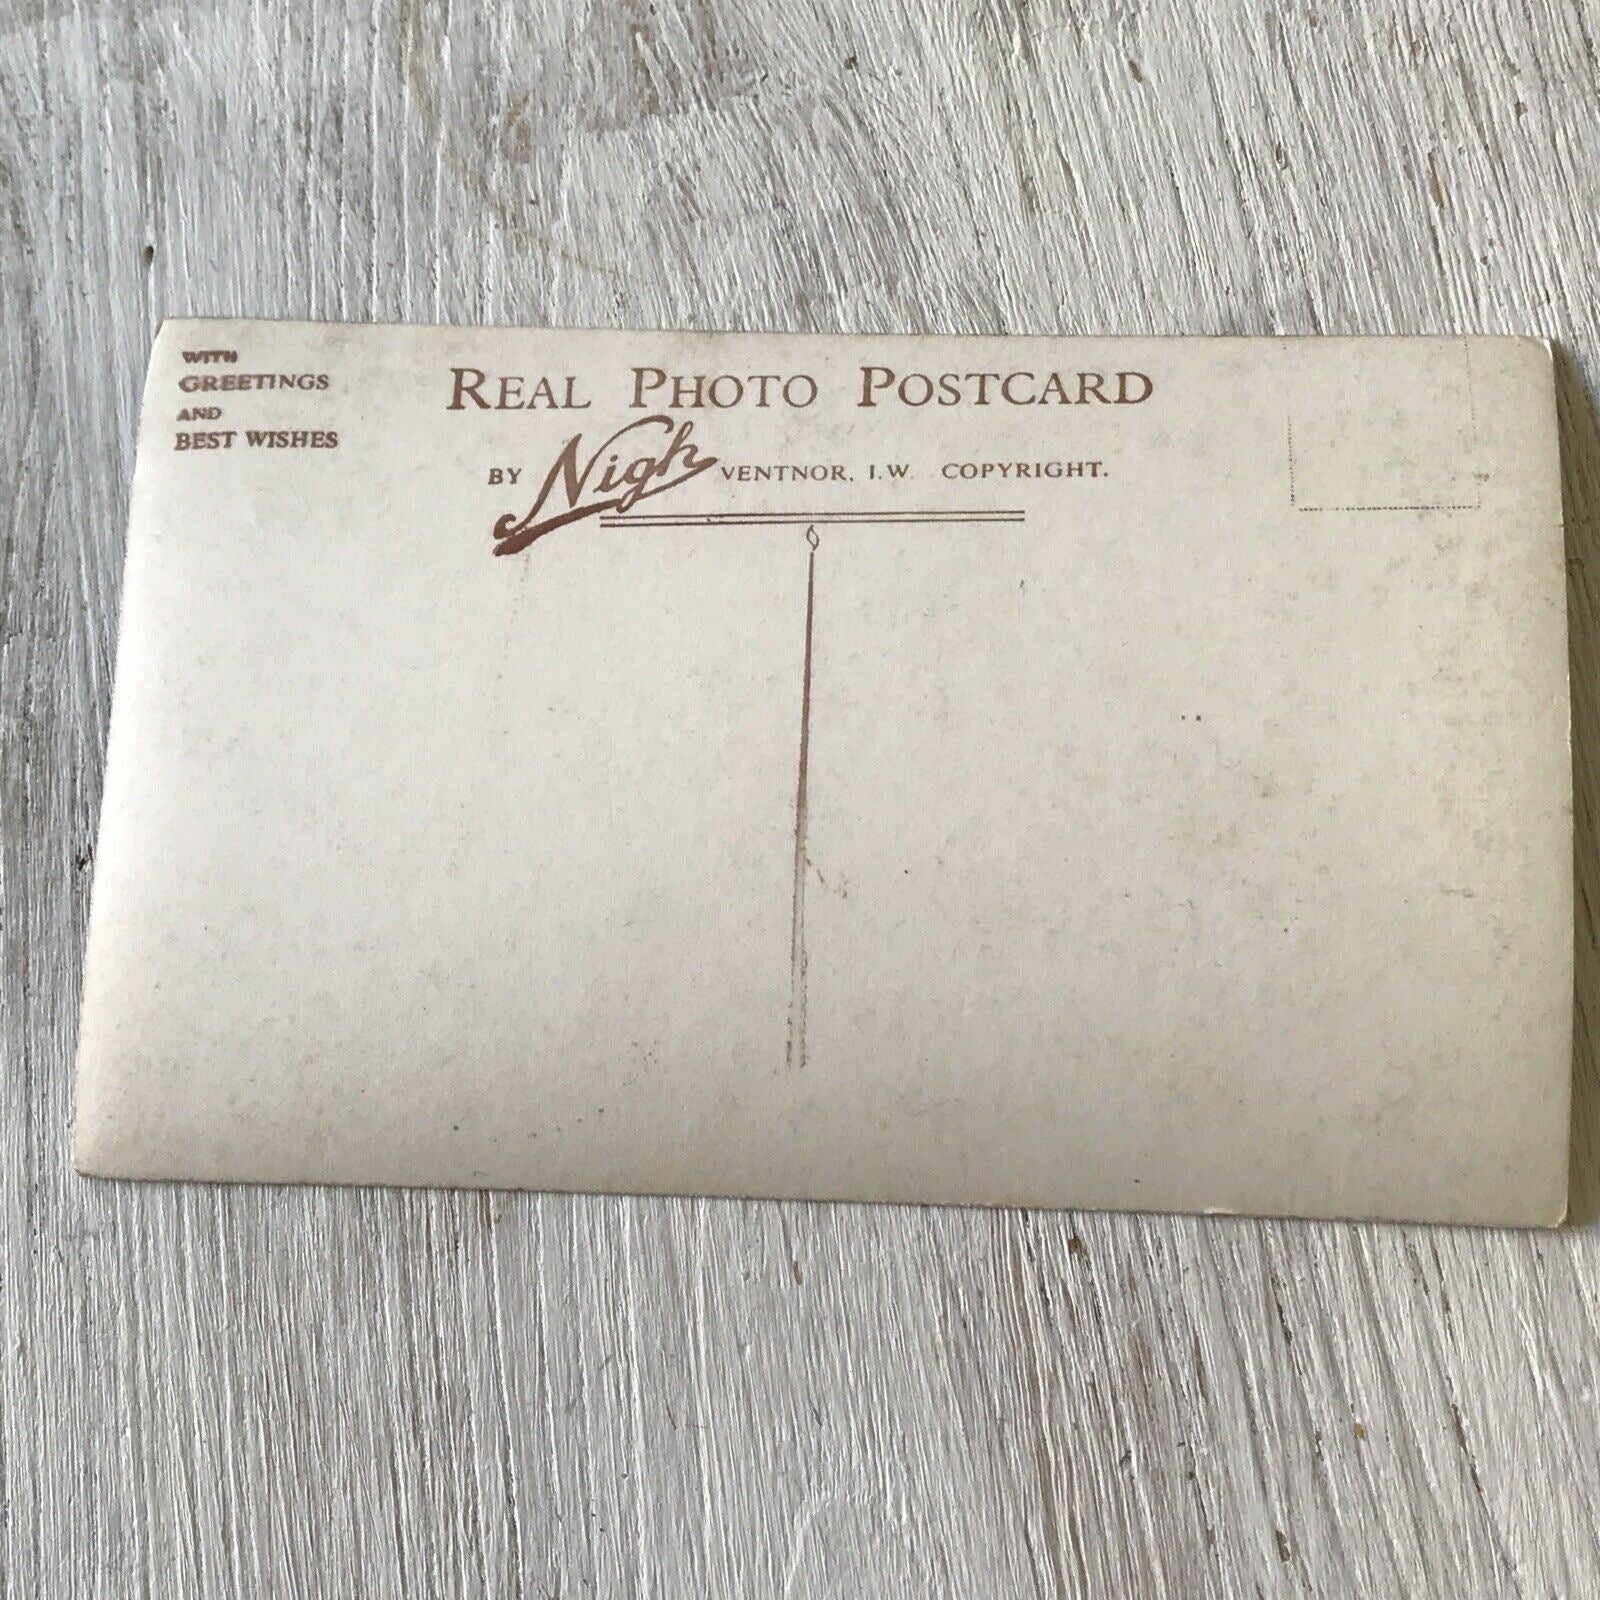 WITH
GREETINGS
AND
BEST WISHES
REAL PHOTO POSTCARD
BY Nigh VENTNOR, I.W. COPYRIGHT.